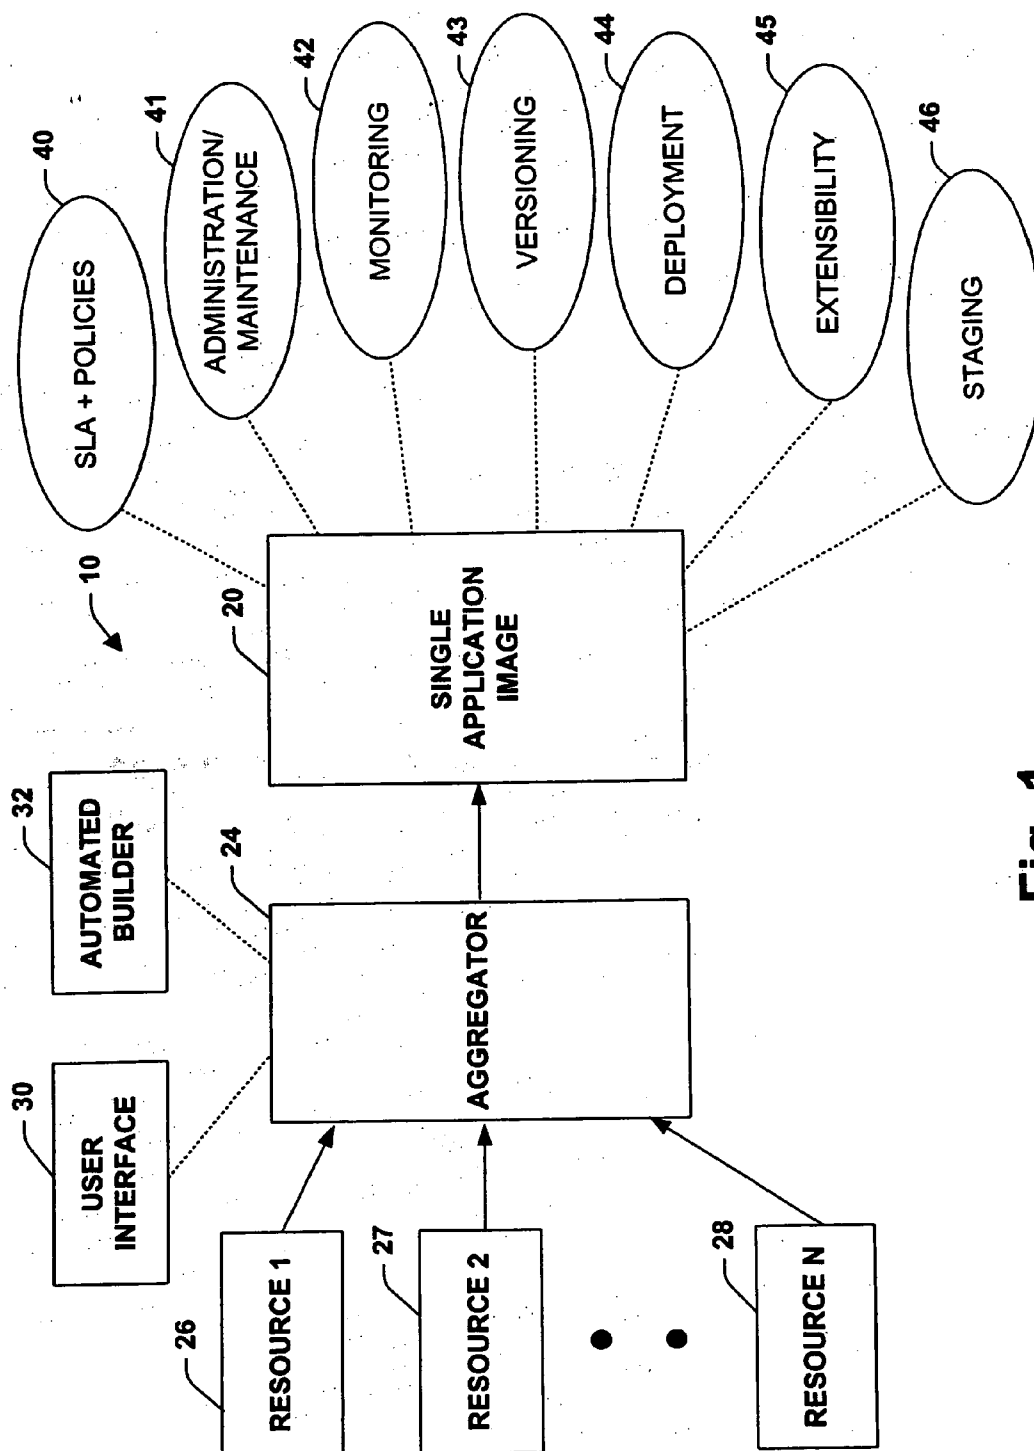 10
40
SLA + POLICIES
41
ADMINISTRATION/
MAINTENANCE
42
MONITORING
43
VERSIONING
44
DEPLOYMENT
45
EXTENSIBILITY
46
STAGING
20
SINGLE
APPLICATION
IMAGE
32
AUTOMATED
BUILDER
30
USER
INTERFACE
24
AGGREGATOR
26
RESOURCE 1
27
RESOURCE 2
28
RESOURCE N
Fig. 1